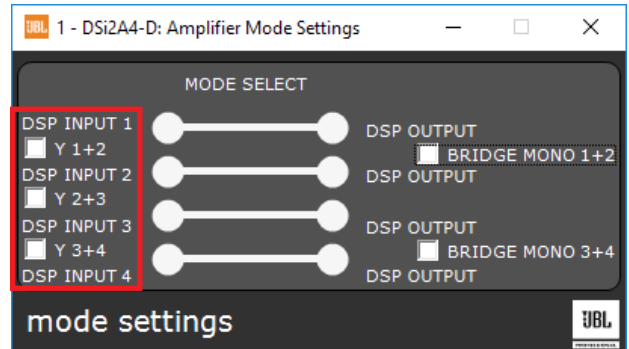 JBL 1 - DSi2A4-D: Amplifier Mode Settings
MODE SELECT
DSP INPUT 1
Y 1+2
DSP INPUT 2
Y 2+3
DSP INPUT 3
Y 3+4
DSP INPUT 4
DSP OUTPUT
BRIDGE MONO 1+2
DSP OUTPUT
DSP OUTPUT
BRIDGE MONO 3+4
DSP OUTPUT
mode settings
JBL
PROFESSIONAL